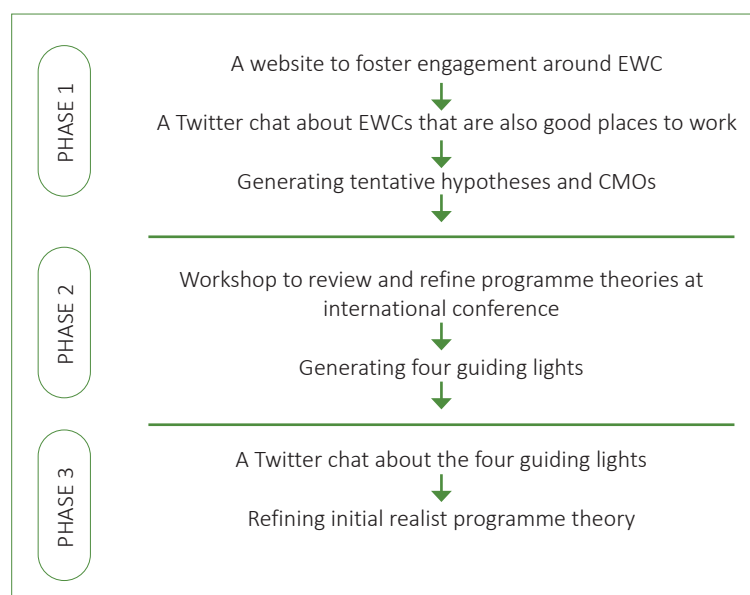 PHASE 1
A website to foster engagement around EWC
A Twitter chat about EWCs that are also good places to work
Generating tentative hypotheses and CMOs
PHASE 2
Workshop to review and refine programme theories at
international conference
Generating four guiding lights
PHASE 3
A Twitter chat about the four guiding lights
Refining initial realist programme theory